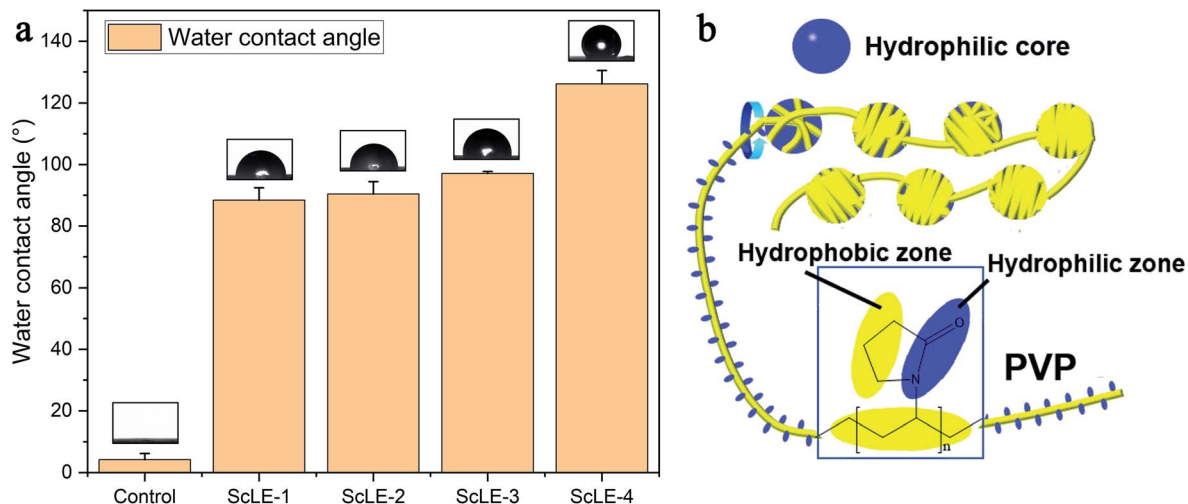 a
Water contact angle
Water contact angle (°)
140
120
100
80
60
40
20
0
Control
ScLE-1
ScLE-2
ScLE-3
ScLE-4
b
Hydrophilic core
Hydrophobic zone
Hydrophilic zone
O
N
n
PVP